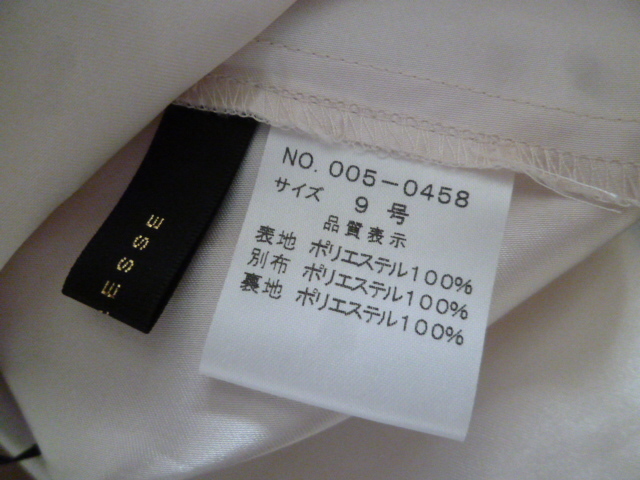 ESSE
NO. 005-0458
サイズ 9 号
品質表示
表地 ポリエステル100%
別布 ポリエステル100%
裏地 ポリエステル100%